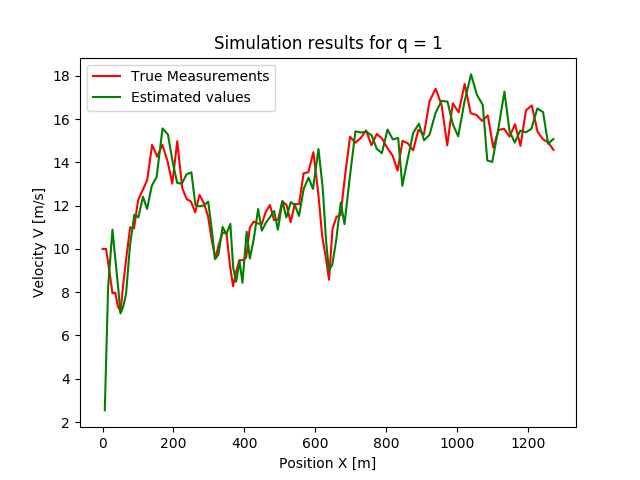 Simulation results for q = 1
True Measurements
Estimated values
18
16
14
12
10
8
6
4
2
Velocity V [m/s]
0 200 400 600 800 1000 1200
Position X [m]